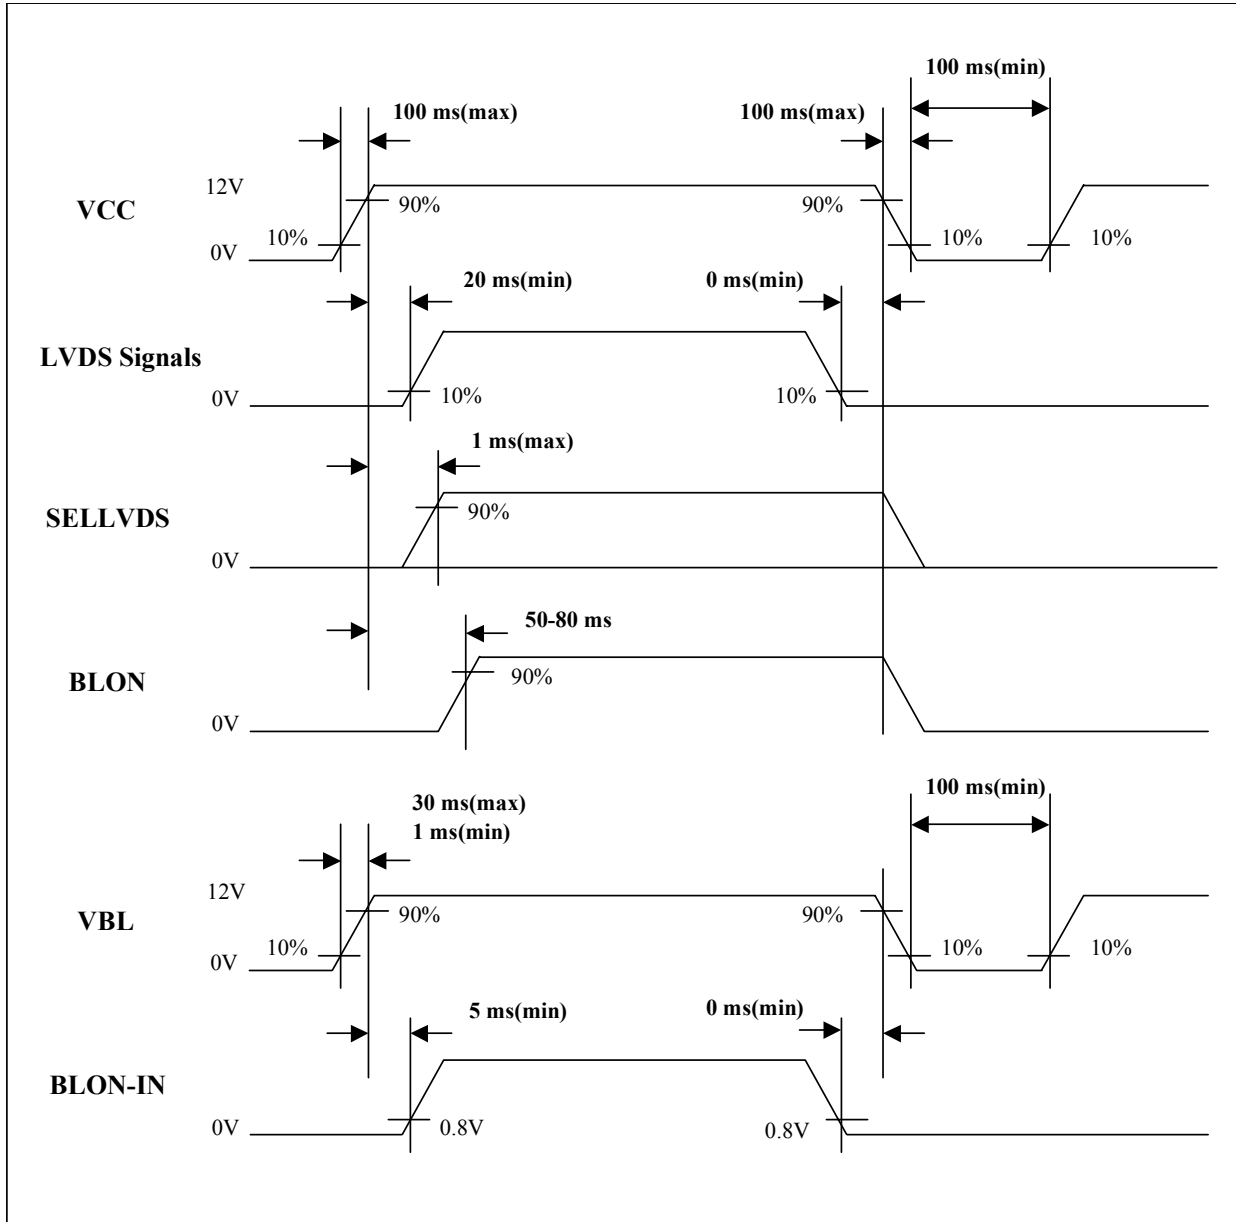 100 ms(min)
100 ms(max)
100 ms(max)
12V
VCC
90%
90%
10%
0V
10%
10%
20 ms(min)
0 ms(min)
LVDS Signals
0V
10%
10%
1 ms(max)
SELLVDS
90%
0V
50-80 ms
BLON
90%
0V
30 ms(max)
1 ms(min)
100 ms(min)
12V
VBL
90%
90%
10%
0V
10%
10%
5 ms(min)
0 ms(min)
BLON-IN
0V
0.8V
0.8V